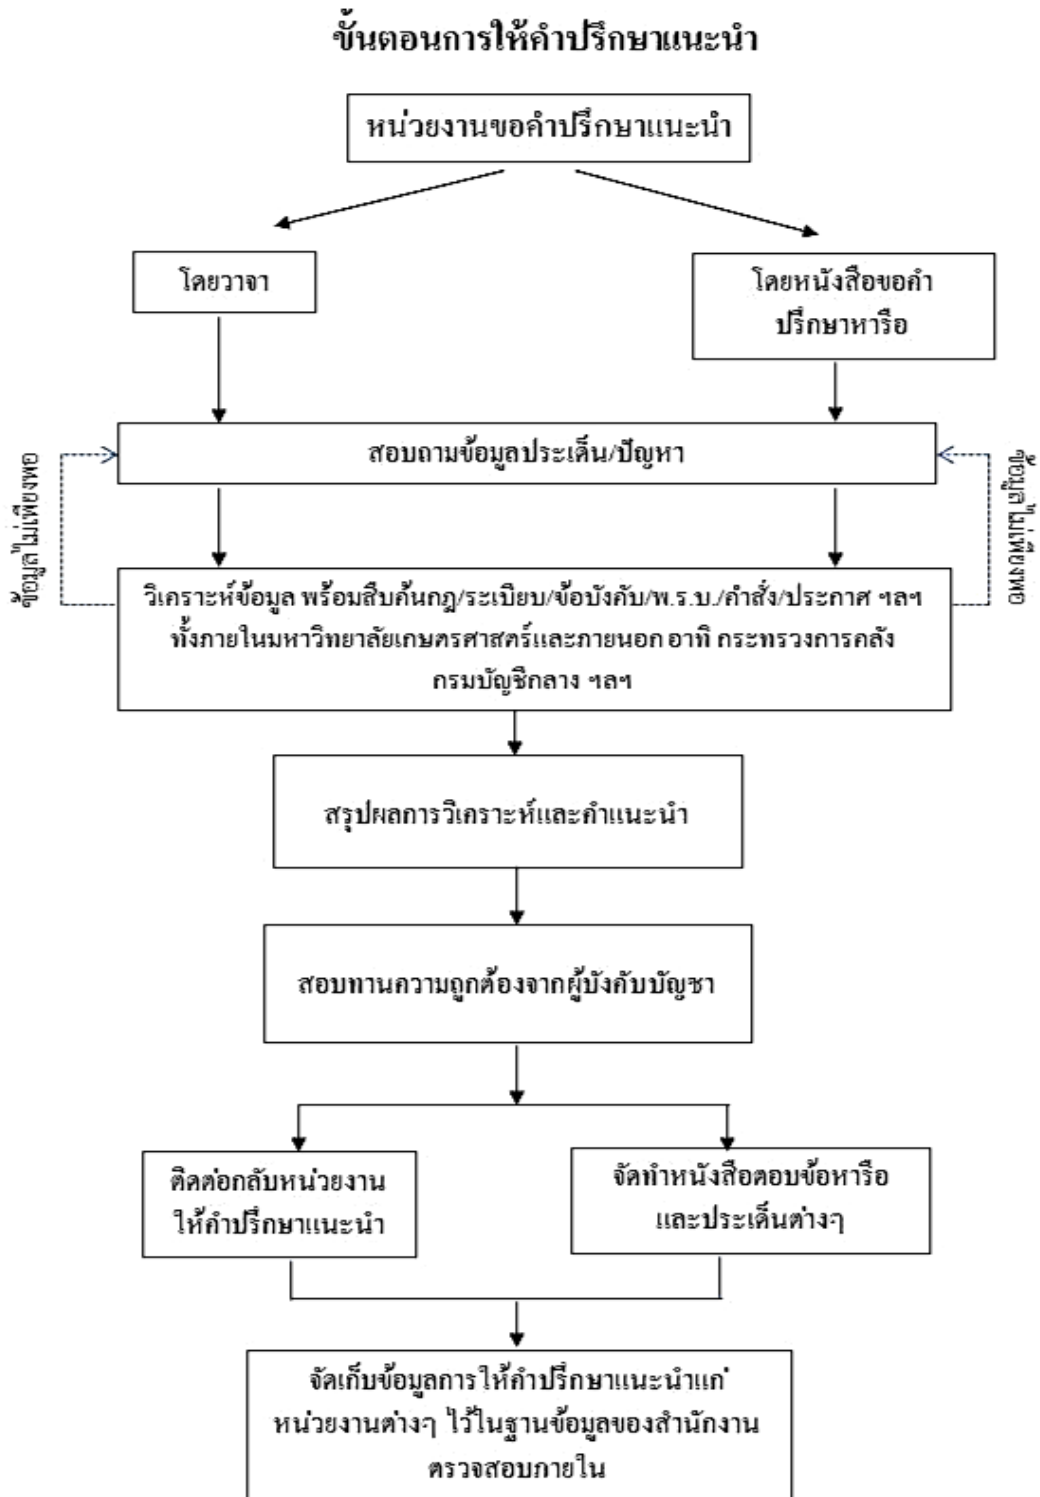 ขั้นตอนการให้คำปรึกษาแนะนำ
หน่วยงานขอคำปรึกษาแนะนำ
โดยวาจา
โดยหนังสือขอคำ
ปรึกษาหารือ
สอบถามข้อมูลประเด็น/ปัญหา
ข้อมูลไม่เพียงพอ
ข้อมูลไม่เพียงพอ
วิเคราะห์ข้อมูล พร้อมสืบค้นกฎ/ระเบียบ/ข้อบังคับ/พ.ร.บ./คำสั่ง/ประกาศ ฯลฯ
ทั้งภายในมหาวิทยาลัยเกษตรศาสตร์และภายนอก อาทิ กระทรวงการคลัง
กรมบัญชีกลาง ฯลฯ
สรุปผลการวิเคราะห์และคำแนะนำ
สอบทานความถูกต้องจากผู้บังคับบัญชา
ติดต่อกลับหน่วยงาน
ให้คำปรึกษาแนะนำ
จัดทำหนังสือตอบข้อหารือ
และประเด็นต่างๆ
จัดเก็บข้อมูลการให้คำปรึกษาแนะนำแก่
หน่วยงานต่างๆ ไว้ในฐานข้อมูลของสำนักงาน
ตรวจสอบภายใน